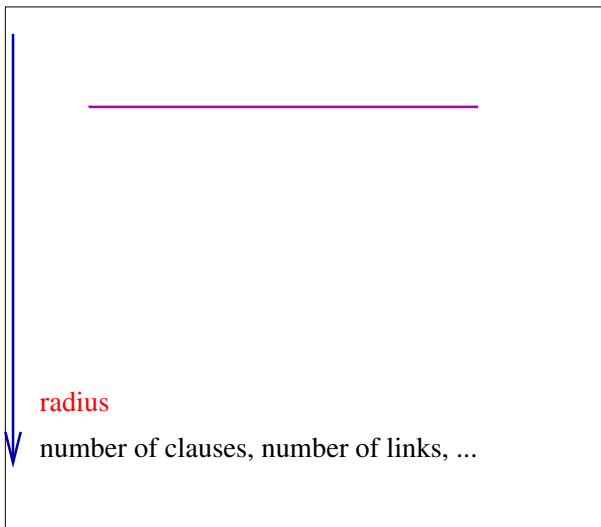 radius
number of clauses, number of links, ...